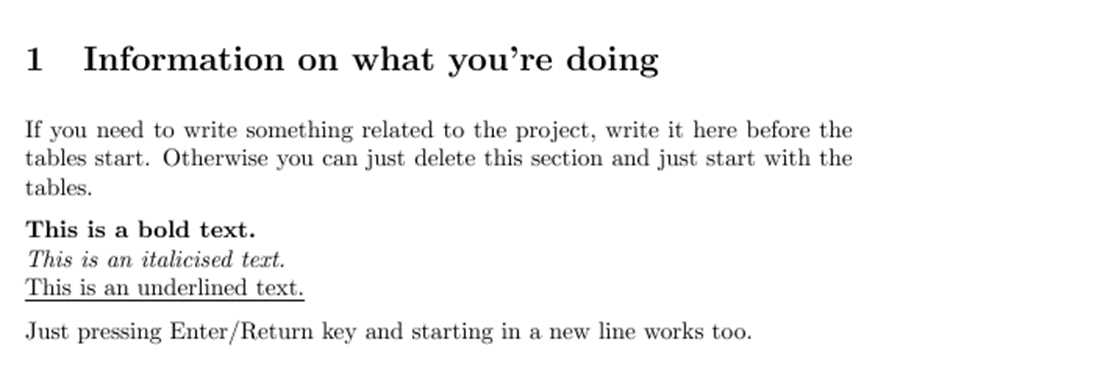 1 Information on what you're doing
If you need to write something related to the project, write it here before the
tables start. Otherwise you can just delete this section and just start with the
tables.
This is a bold text.
This is an italicised text.
This is an underlined text.
Just pressing Enter/Return key and starting in a new line works too.